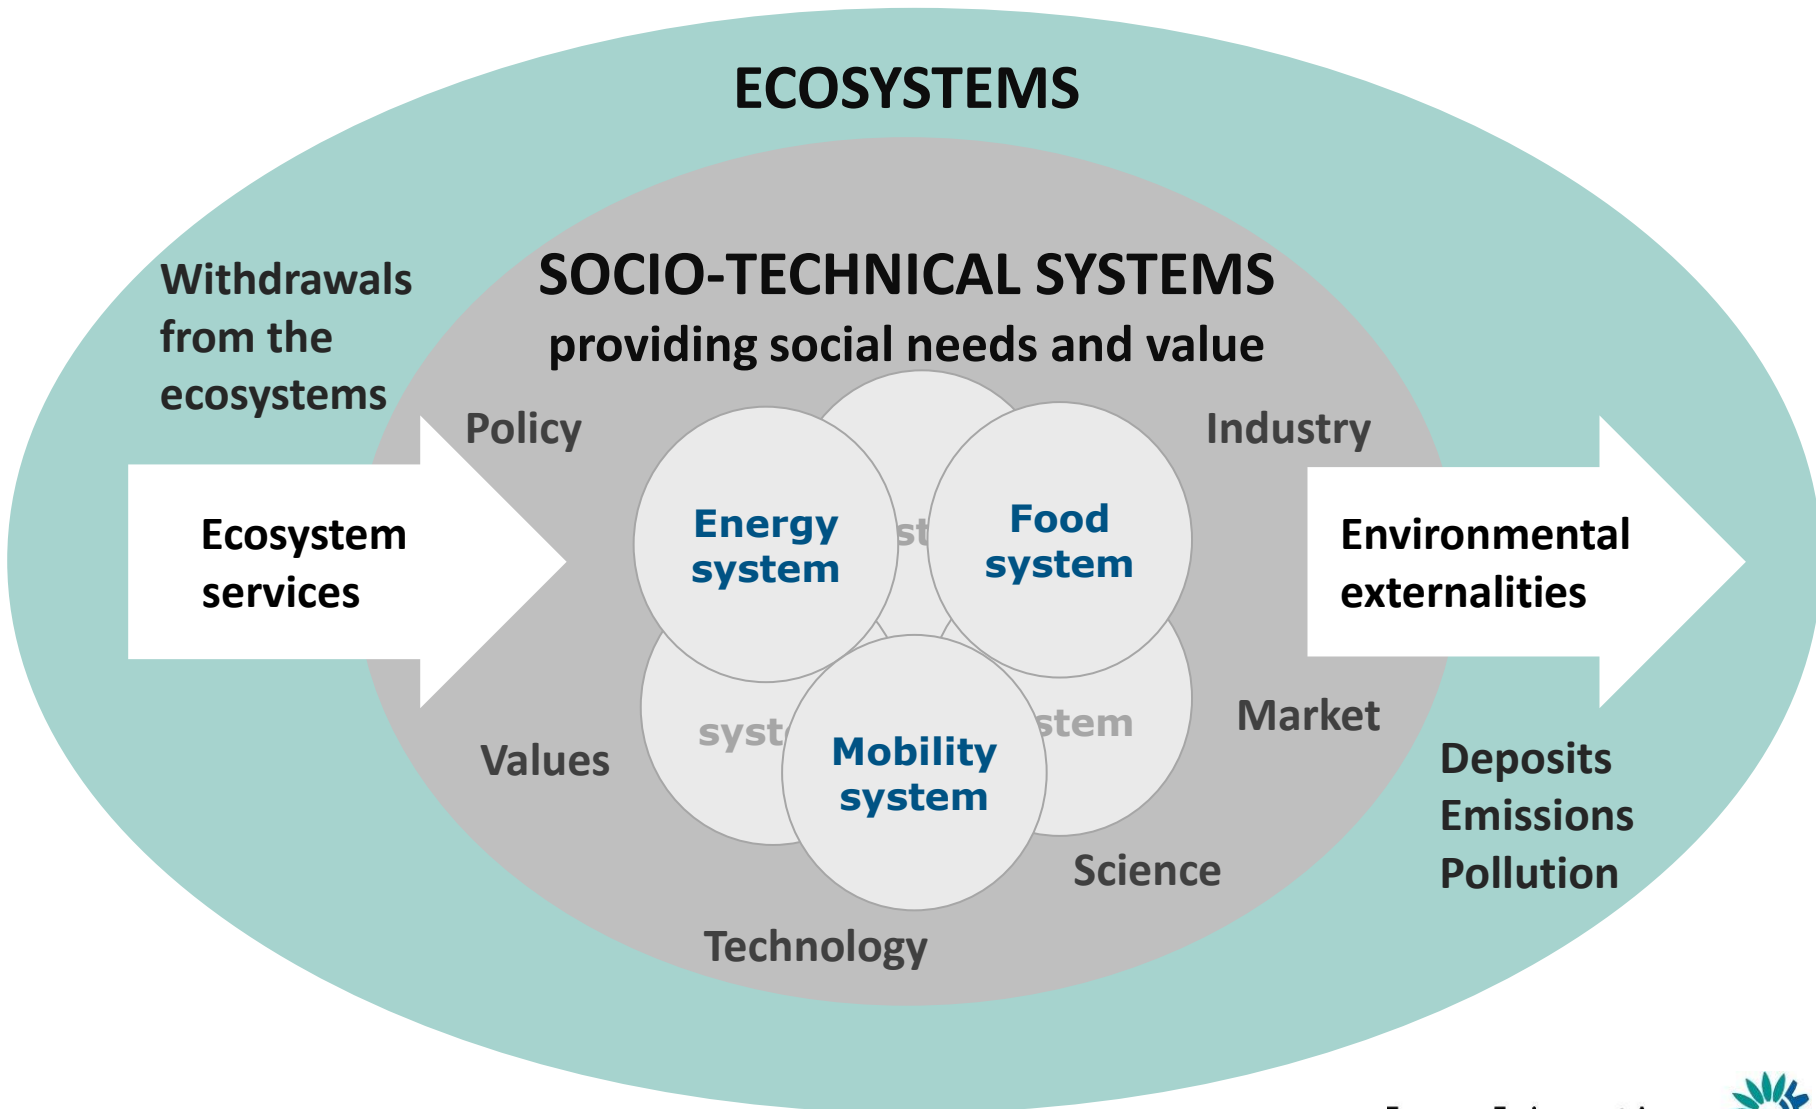 ECOSYSTEMS
SOCIO-TECHNICAL SYSTEMS
providing social needs and value
Withdrawals
from the
ecosystems
Policy
Industry
Ecosystem
services
Energy
system
Food
system
Environmental
externalities
Values
Mobility
system
Market
Deposits
Emissions
Pollution
Science
Technology